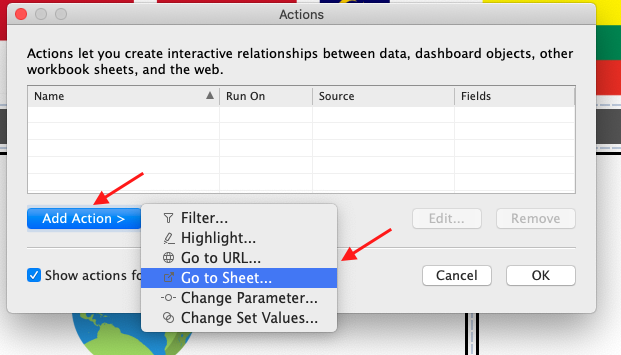 Actions
Actions let you create interactive relationships between data, dashboard objects, other
workbook sheets, and the web.
Name Run On Source Fields
Add Action > Edit... Remove
Filter...
Highlight...
Go to URL...
Go to Sheet...
Change Parameter...
Change Set Values...
Show actions fo
Cancel OK